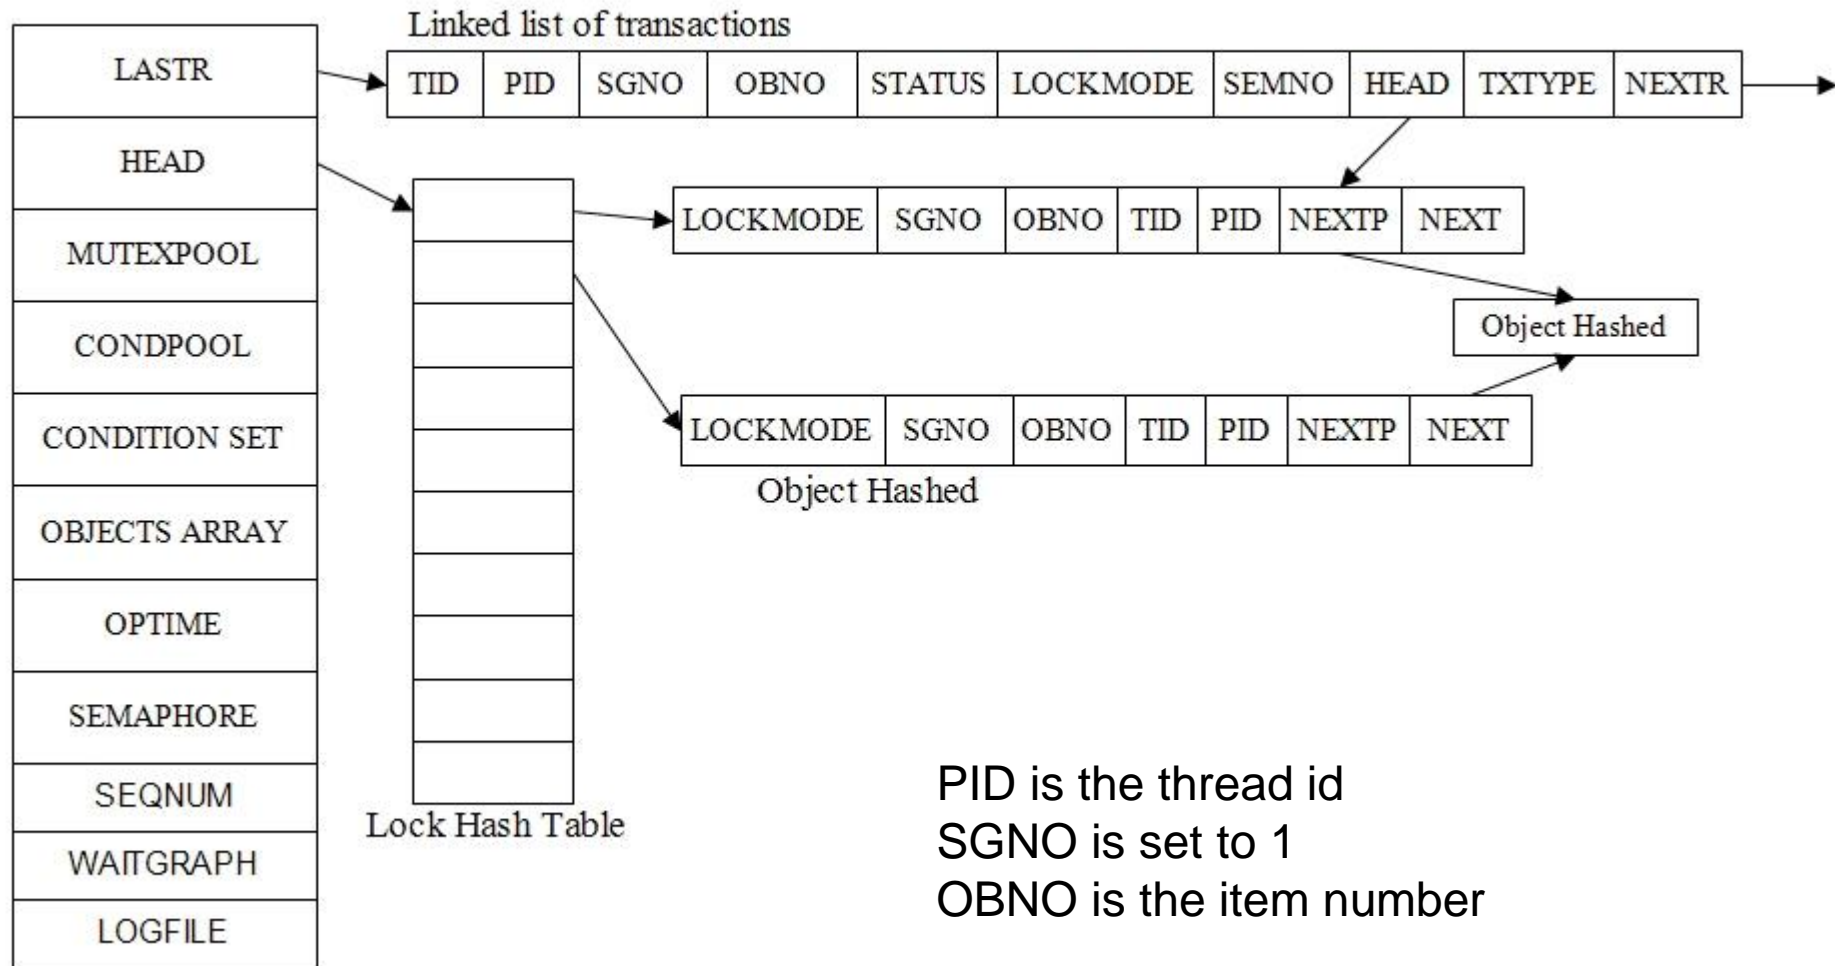 Linked list of transactions
LASTR
TID PID SGNO OBNO STATUS LOCKMODE SEMNO HEAD TXTYPE NEXTR
HEAD
LOCKMODE SGNO OBNO TID PID NEXTP NEXT
MUTEXPOOL
Object Hashed
CONDPOOL
LOCKMODE SGNO OBNO TID PID NEXTP NEXT
CONDITION SET
Object Hashed
OBJECTS ARRAY
OPTIME
SEMAPHORE
SEQNUM
Lock Hash Table
WAITGRAPH
LOGFILE
PID is the thread id
SGNO is set to 1
OBNO is the item number